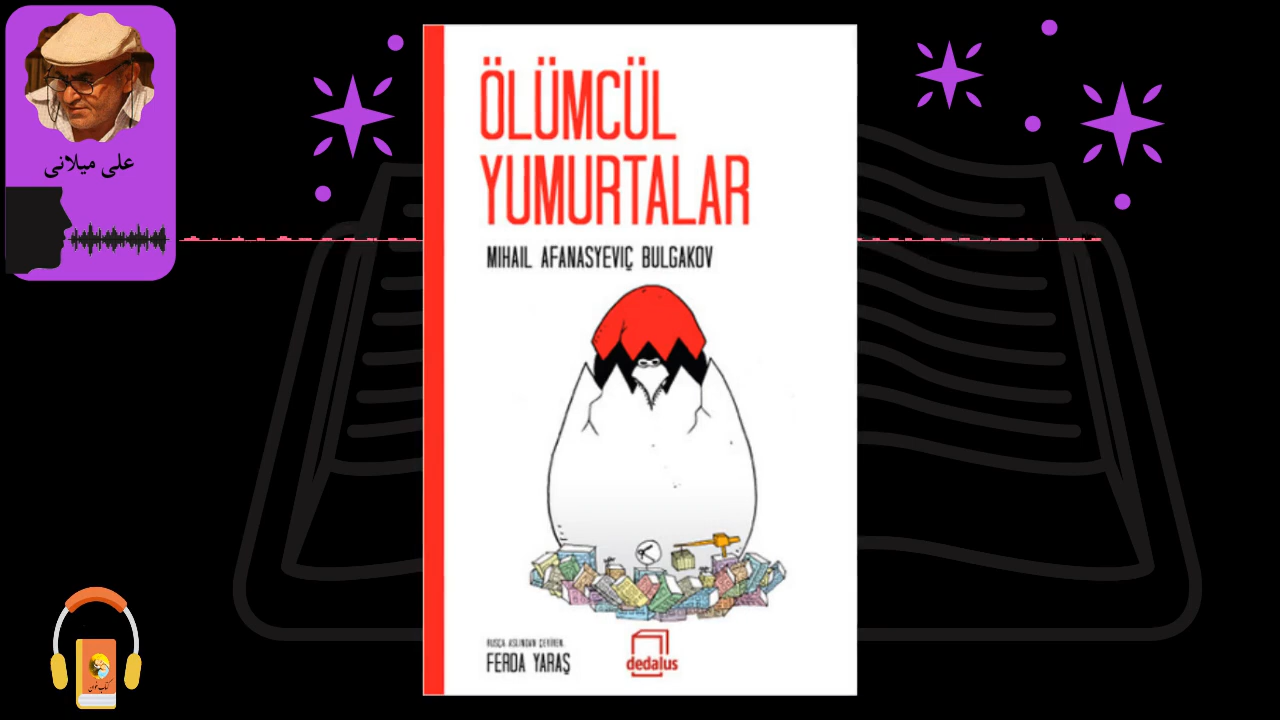 علی میلانی
ÖLÜMCÜL
YUMURTALAR
MIHAIL AFANASYEVIÇ BULGAKOV
RUSÇA ASLINDAN ÇEVİREN
FERDA YARAŞ
dedalus